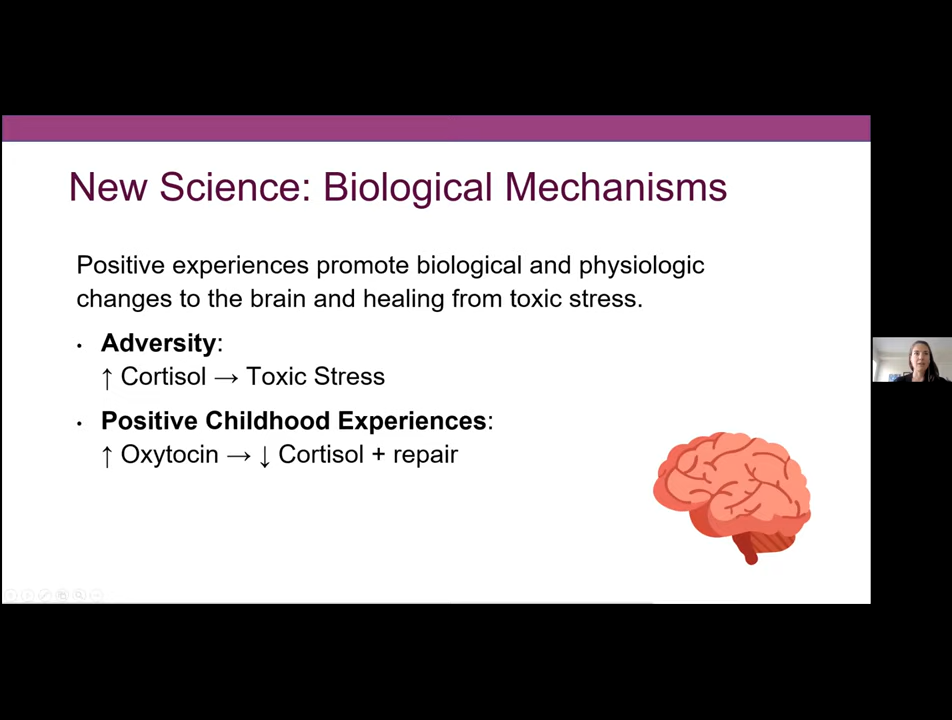 New Science: Biological Mechanisms
Positive experiences promote biological and physiologic
changes to the brain and healing from toxic stress.
• Adversity:
↑ Cortisol → Toxic Stress
• Positive Childhood Experiences:
↑ Oxytocin → ↓ Cortisol + repair